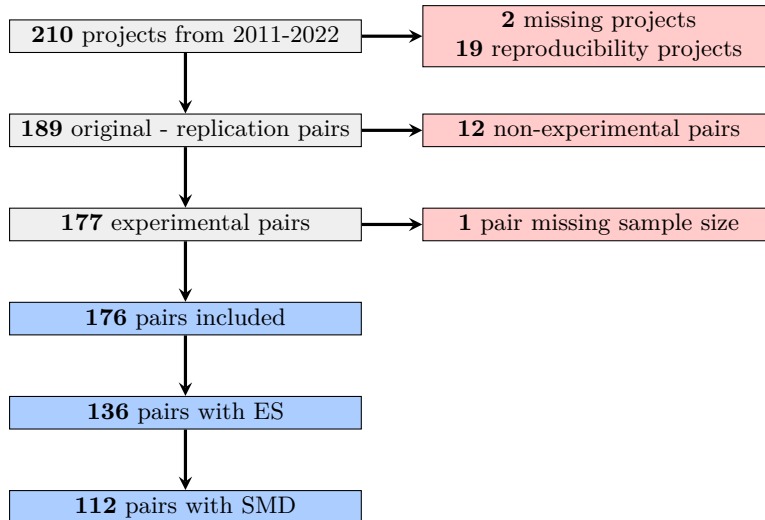 210 projects from 2011-2022
2 missing projects
19 reproducibility projects
189 original - replication pairs
12 non-experimental pairs
177 experimental pairs
1 pair missing sample size
176 pairs included
136 pairs with ES
112 pairs with SMD